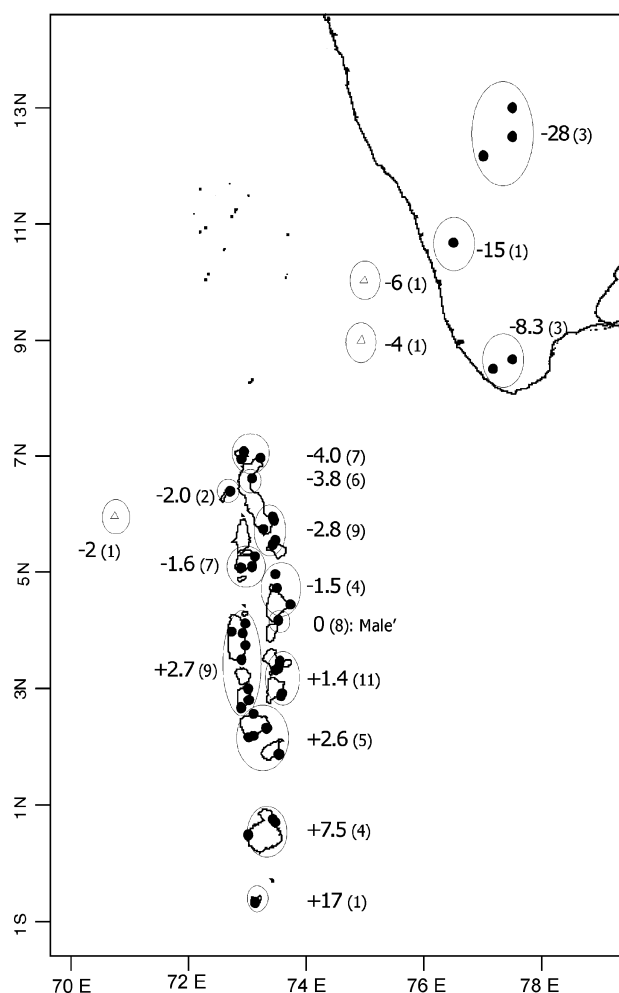 13N
-28 (3)
11N
-15 (1)
-6 (1)
-8.3 (3)
9N
-4 (1)
7N
-4.0 (7)
-3.8 (6)
-2.0 (2)
-2.8 (9)
-2 (1)
-1.6 (7)
5N
-1.5 (4)
0 (8): Male’
+2.7 (9)
+1.4 (11)
3N
+2.6 (5)
1N
+7.5 (4)
+17 (1)
1S
70 E 72 E 74 E 76 E 78 E